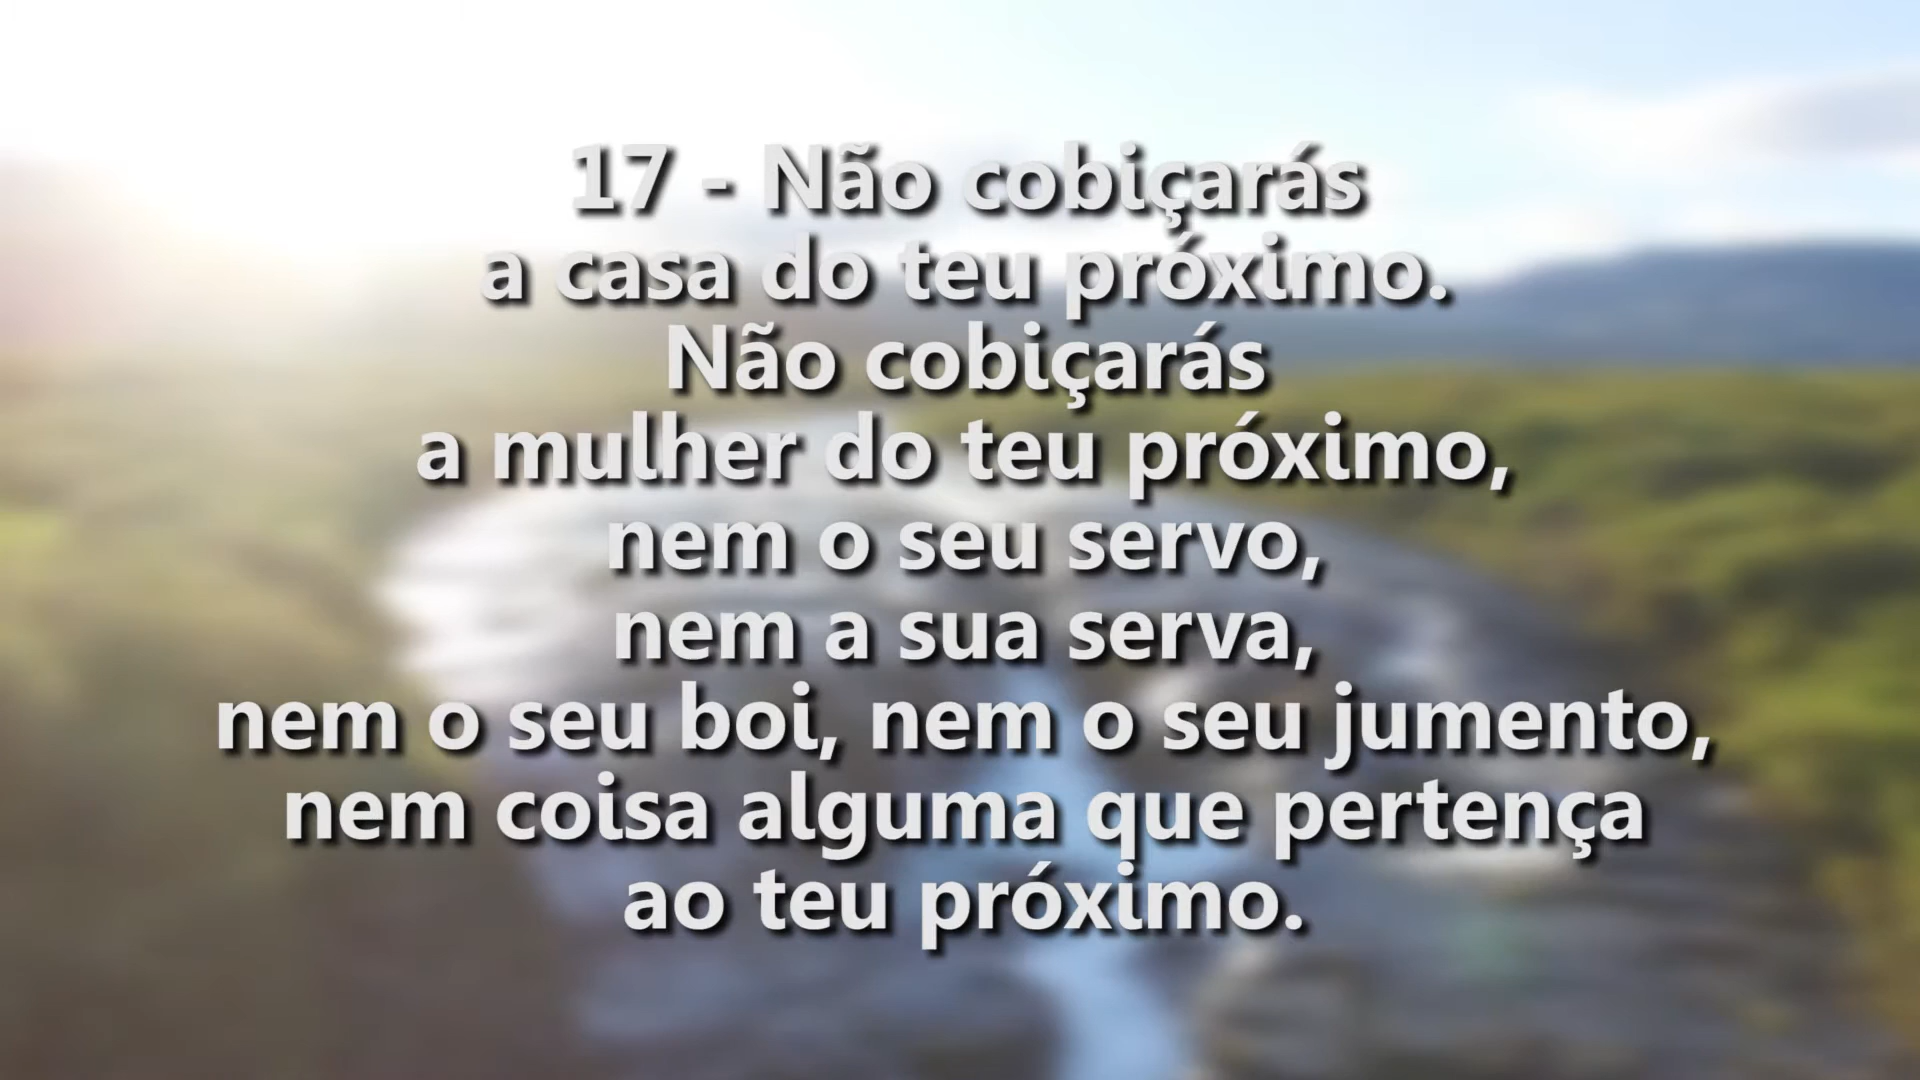 17 - Não cobiçarás
a casa do teu próximo.
Não cobiçarás
a mulher do teu próximo,
nem o seu servo,
nem a sua serva,
nem o seu boi, nem o seu jumento,
nem coisa alguma que pertença
ao teu próximo.